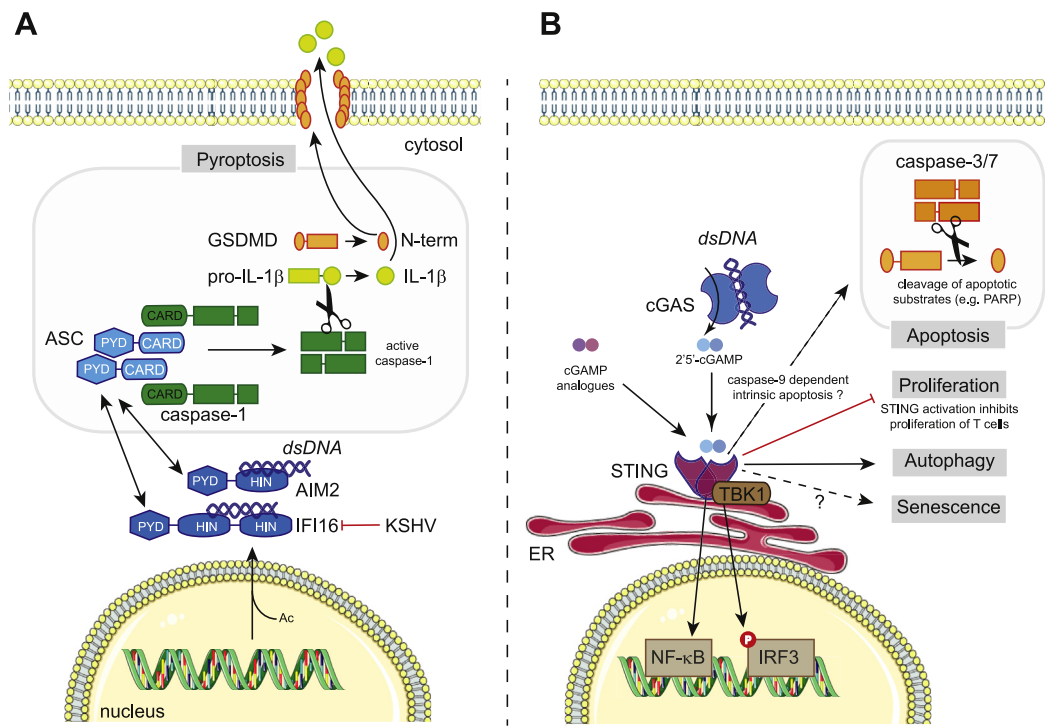 A
cytosol
Pyroptosis
GSDMD
N-term
pro-IL-1β
IL-1β
CARD
ASC
PYD
CARD
PYD
CARD
active
caspase-1
CARD
caspase-1
dsDNA
PYD
HIN
AIM2
PYD
HIN
HIN
IFI16
KSHV
Ac
nucleus
B
caspase-3/7
cleavage of apoptotic
substrates (e.g. PARP)
Apoptosis
dsDNA
cGAS
2'5'-cGAMP
cGAMP
analogues
caspase-9 dependent
intrinsic apoptosis ?
Proliferation
STING activation inhibits
proliferation of T cells
Autophagy
?
Senescence
STING
TBK1
ER
NF-κB
P
IRF3